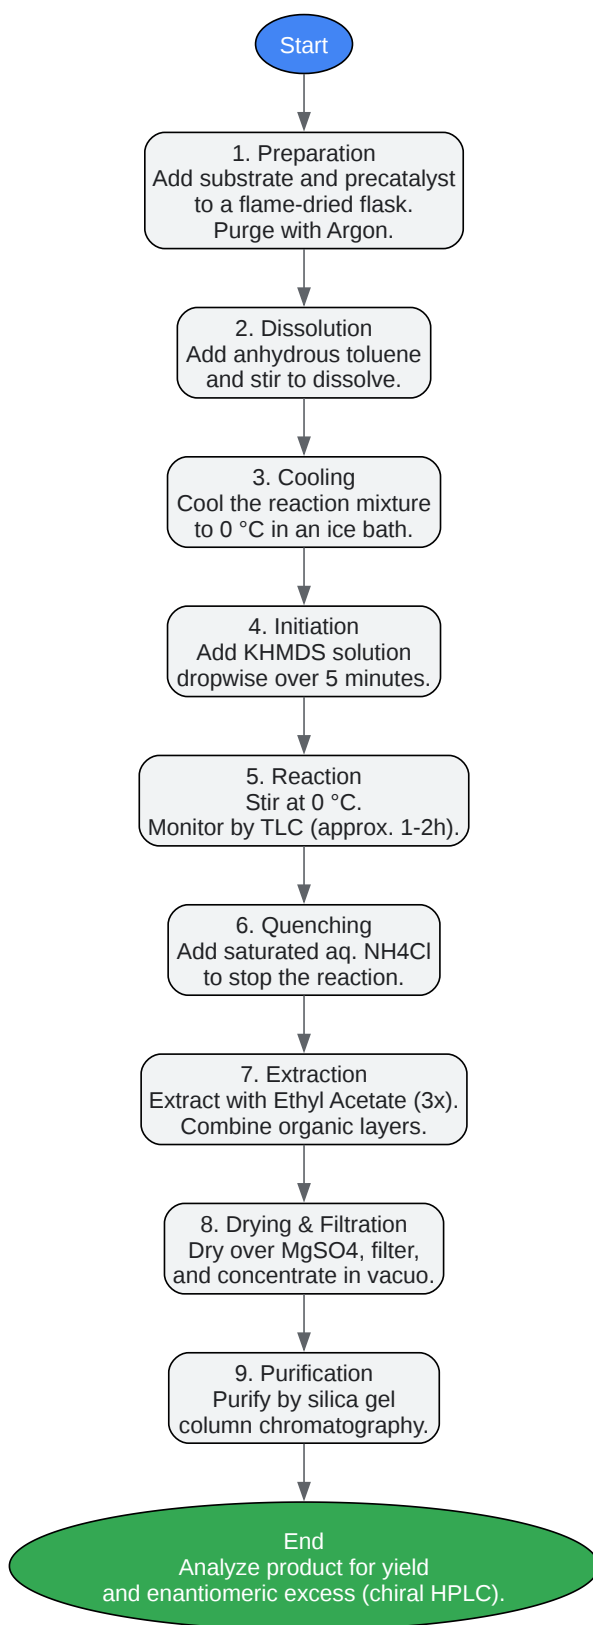 Start
1. Preparation
Add substrate and precatalyst
to a flame-dried flask.
Purge with Argon.
2. Dissolution
Add anhydrous toluene
and stir to dissolve.
3. Cooling
Cool the reaction mixture
to 0 °C in an ice bath.
4. Initiation
Add KHMDS solution
dropwise over 5 minutes.
5. Reaction
Stir at 0 °C.
Monitor by TLC (approx. 1-2h).
6. Quenching
Add saturated aq. NH4Cl
to stop the reaction.
7. Extraction
Extract with Ethyl Acetate (3x).
Combine organic layers.
8. Drying & Filtration
Dry over MgSO4, filter,
and concentrate in vacuo.
9. Purification
Purify by silica gel
column chromatography.
End
Analyze product for yield
and enantiomeric excess (chiral HPLC).